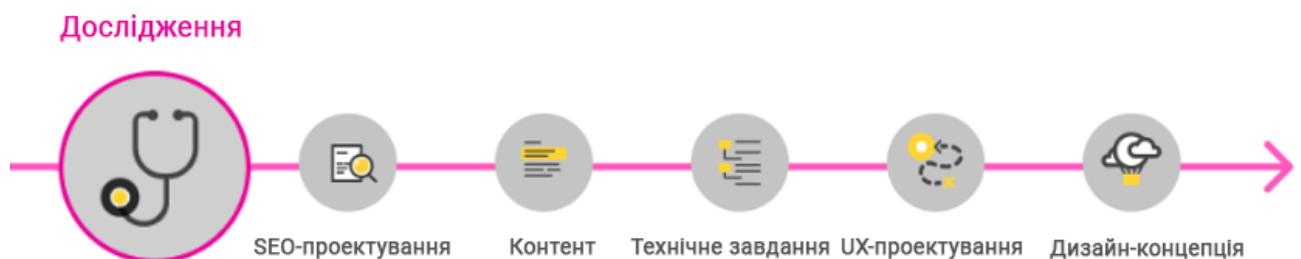 Дослідження
SEO-проектування
Контент
Технічне завдання
UX-проектування
Дизайн-концепція